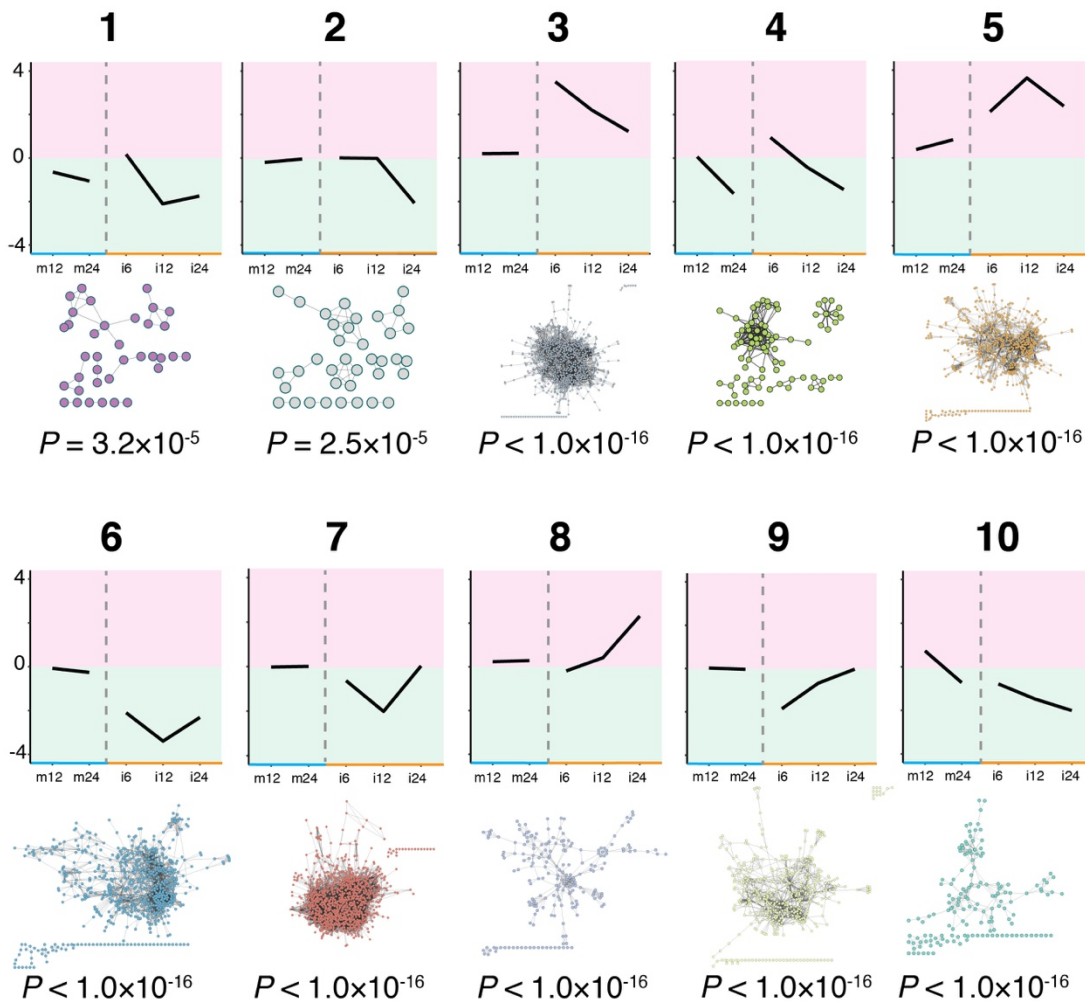 1 2 3 4 5
4
0
-4
m12 m24 i6 i12 i24 m12 m24 i6 i12 i24 m12 m24 i6 i12 i24 m12 m24 i6 i12 i24 m12 m24 i6 i12 i24
P = 3.2×10⁻⁵ P = 2.5×10⁻⁵ P < 1.0×10⁻¹⁶ P < 1.0×10⁻¹⁶ P < 1.0×10⁻¹⁶
6 7 8 9 10
4
0
-4
m12 m24 i6 i12 i24 m12 m24 i6 i12 i24 m12 m24 i6 i12 i24 m12 m24 i6 i12 i24 m12 m24 i6 i12 i24
P < 1.0×10⁻¹⁶ P < 1.0×10⁻¹⁶ P < 1.0×10⁻¹⁶ P < 1.0×10⁻¹⁶ P < 1.0×10⁻¹⁶